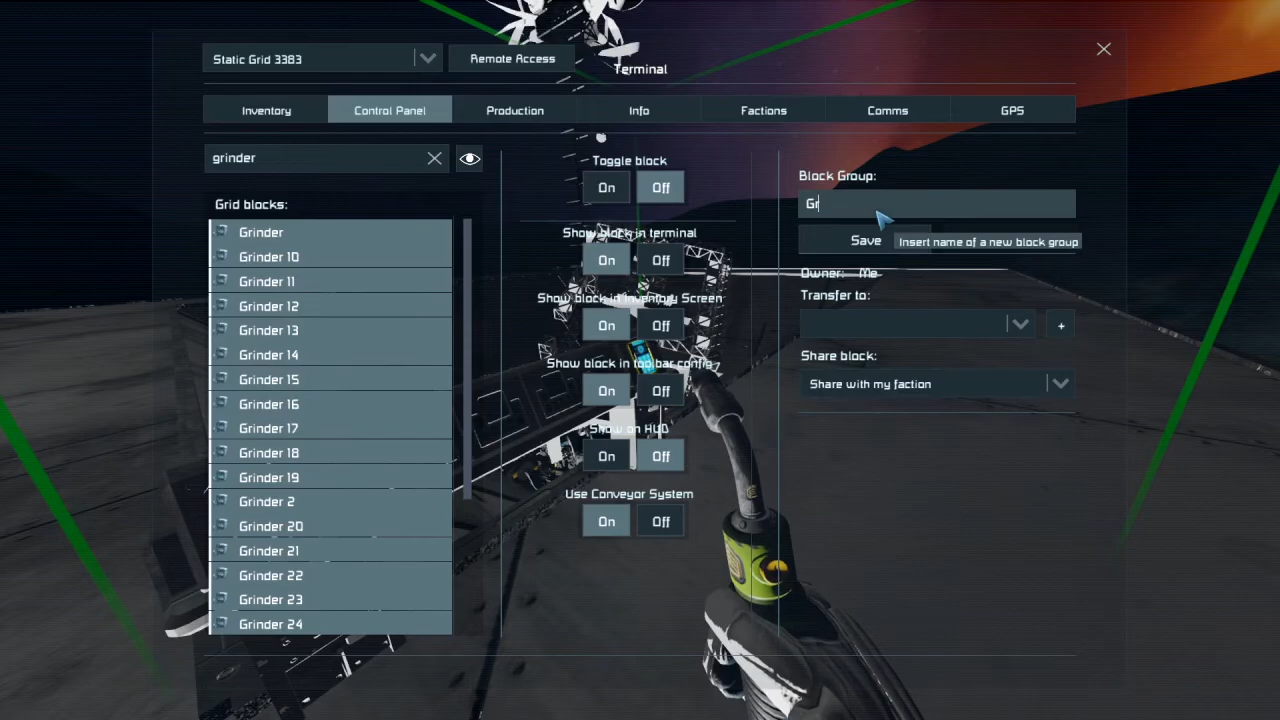 Static Grid 3383
Remote Access
Terminal
Inventory
Control Panel
Production
Info
Factions
Comms
GPS
grinder
Grid blocks:
Grinder
Grinder 10
Grinder 11
Grinder 12
Grinder 13
Grinder 14
Grinder 15
Grinder 16
Grinder 17
Grinder 18
Grinder 19
Grinder 2
Grinder 20
Grinder 21
Grinder 22
Grinder 23
Grinder 24
Toggle block
On Off
Show block in terminal
On Off
Show block in Inventory Screen
On Off
Show block in toolbar config
On Off
Show on HUD
On Off
Use Conveyor System
On Off
Block Group:
Gr
Save
Insert name of a new block group
Owner: Me
Transfer to:
+
Share block:
Share with my faction